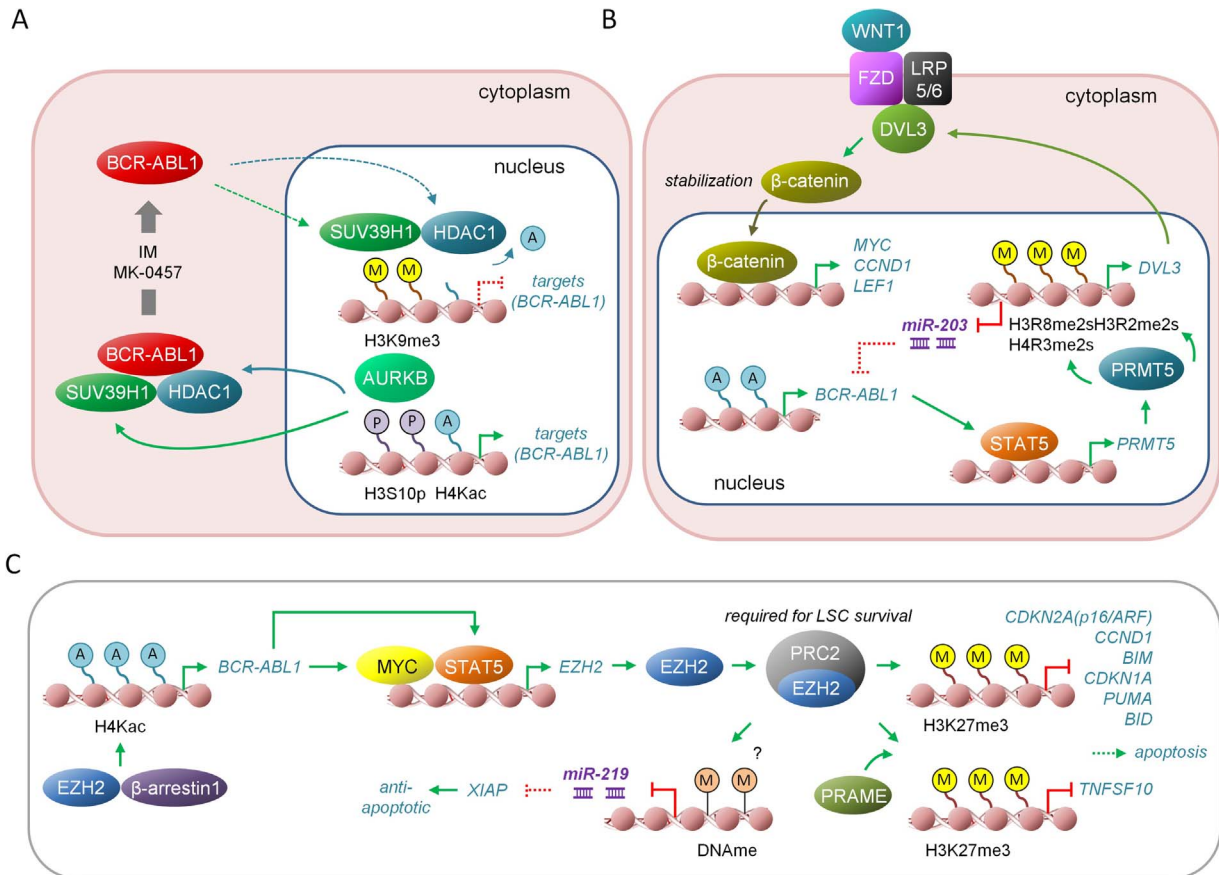 A
cytoplasm
BCR-ABL1
nucleus
SUV39H1
HDAC1
A
IM
MK-0457
M M
targets
(BCR-ABL1)
H3K9me3
BCR-ABL1
AURKB
SUV39H1
HDAC1
P P A
targets
(BCR-ABL1)
H3S10p H4Kac
B
WNT1
FZD
LRP
5/6
cytoplasm
DVL3
stabilization
β-catenin
β-catenin
MYC
CCND1
LEF1
M M M
DVL3
miR-203
H3R8me2sH3R2me2s
H4R3me2s
PRMT5
A A
BCR-ABL1
STAT5
PRMT5
nucleus
C
required for LSC survival
CDKN2A(p16/ARF)
CCND1
BIM
CDKN1A
PUMA
BID
A A A
BCR-ABL1
MYC
STAT5
EZH2
EZH2
PRC2
EZH2
M M M
H4Kac
H3K27me3
?
apoptosis
EZH2
β-arrestin1
anti-
apoptotic
XIAP
miR-219
M M
PRAME
M M M
TNFSF10
DNAme
H3K27me3